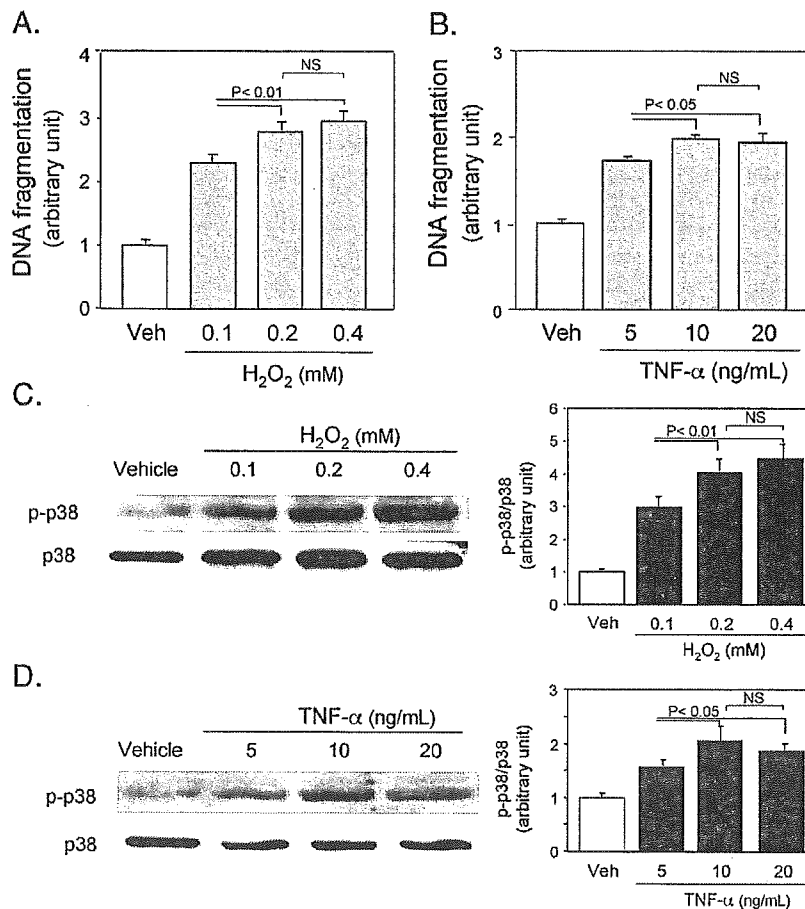 A.
DNA fragmentation
(arbitrary unit)
4
3
2
1
0
P< 0.01
NS
Veh 0.1 0.2 0.4
H₂O₂ (mM)
B.
DNA fragmentation
(arbitrary unit)
3
2
1
0
P< 0.05
NS
Veh 5 10 20
TNF-α (ng/mL)
C.
H₂O₂ (mM)
Vehicle 0.1 0.2 0.4
p-p38
p38
p-p38/p38
(arbitrary unit)
6
5
4
3
2
1
0
P< 0.01
NS
Veh 0.1 0.2 0.4
H₂O₂ (mM)
D.
TNF-α (ng/mL)
Vehicle 5 10 20
p-p38
p38
p-p38/p38
(arbitrary unit)
3
2
1
0
P< 0.05
NS
Veh 5 10 20
TNF-α (ng/mL)